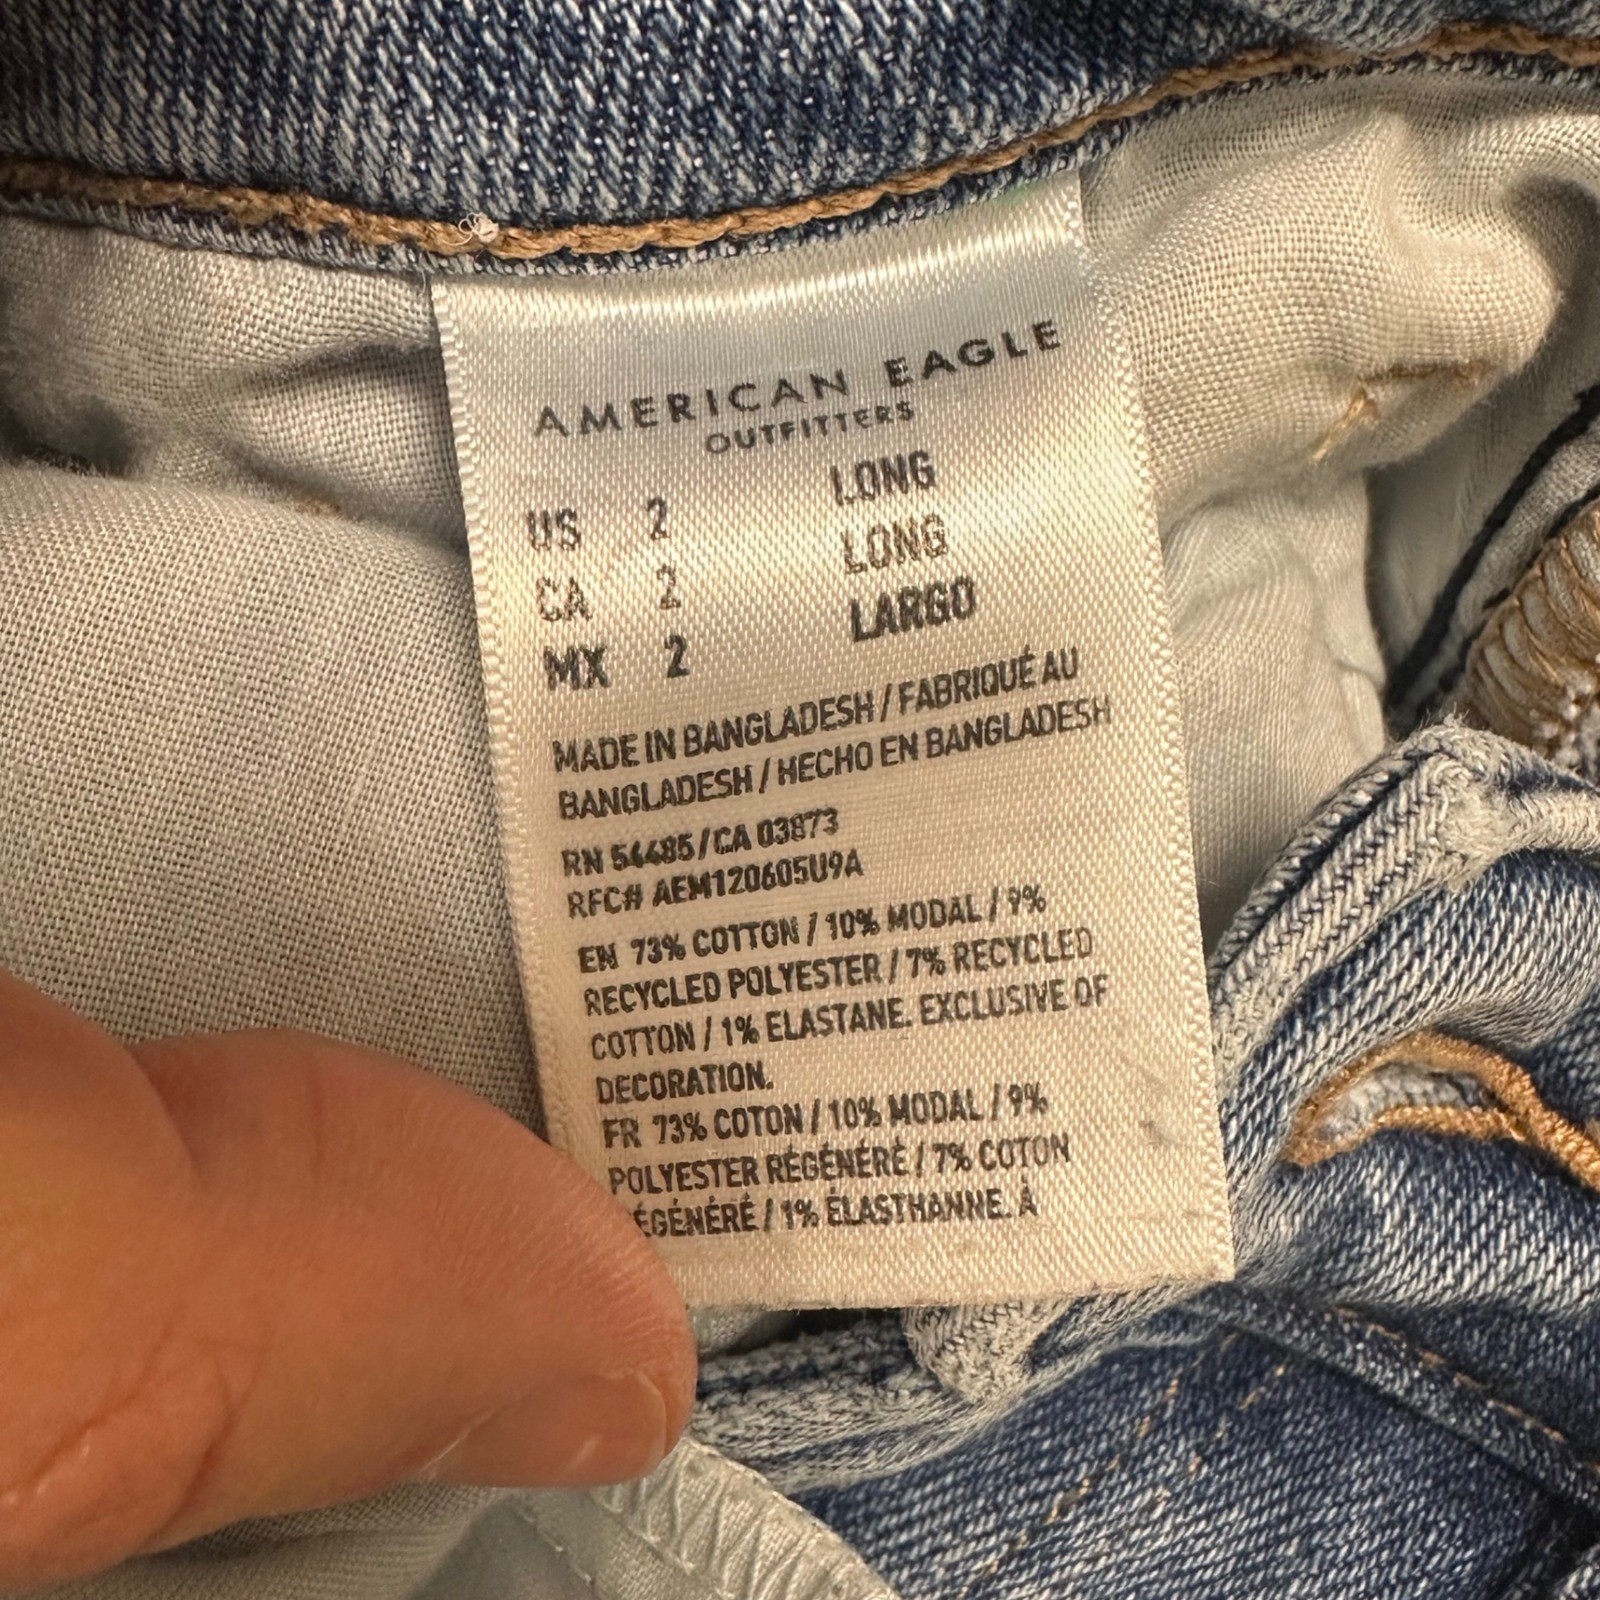 AMERICAN EAGLE
OUTFITTERS
US 2 LONG
CA 2 LONG
MX 2 LARGO
MADE IN BANGLADESH / FABRIQUÉ AU
BANGLADESH / HECHO EN BANGLADESH
RN 54485 / CA 03873
RFC# AEM120605U9A
EN 73% COTTON / 10% MODAL / 9%
RECYCLED POLYESTER / 7% RECYCLED
COTTON / 1% ELASTANE. EXCLUSIVE OF
DECORATION.
FR 73% COTON / 10% MODAL / 9%
POLYESTER RÉGÉNÉRÉ / 7% COTON
ÉGÉNÉRÉ / 1% ÉLASTHANNE. À